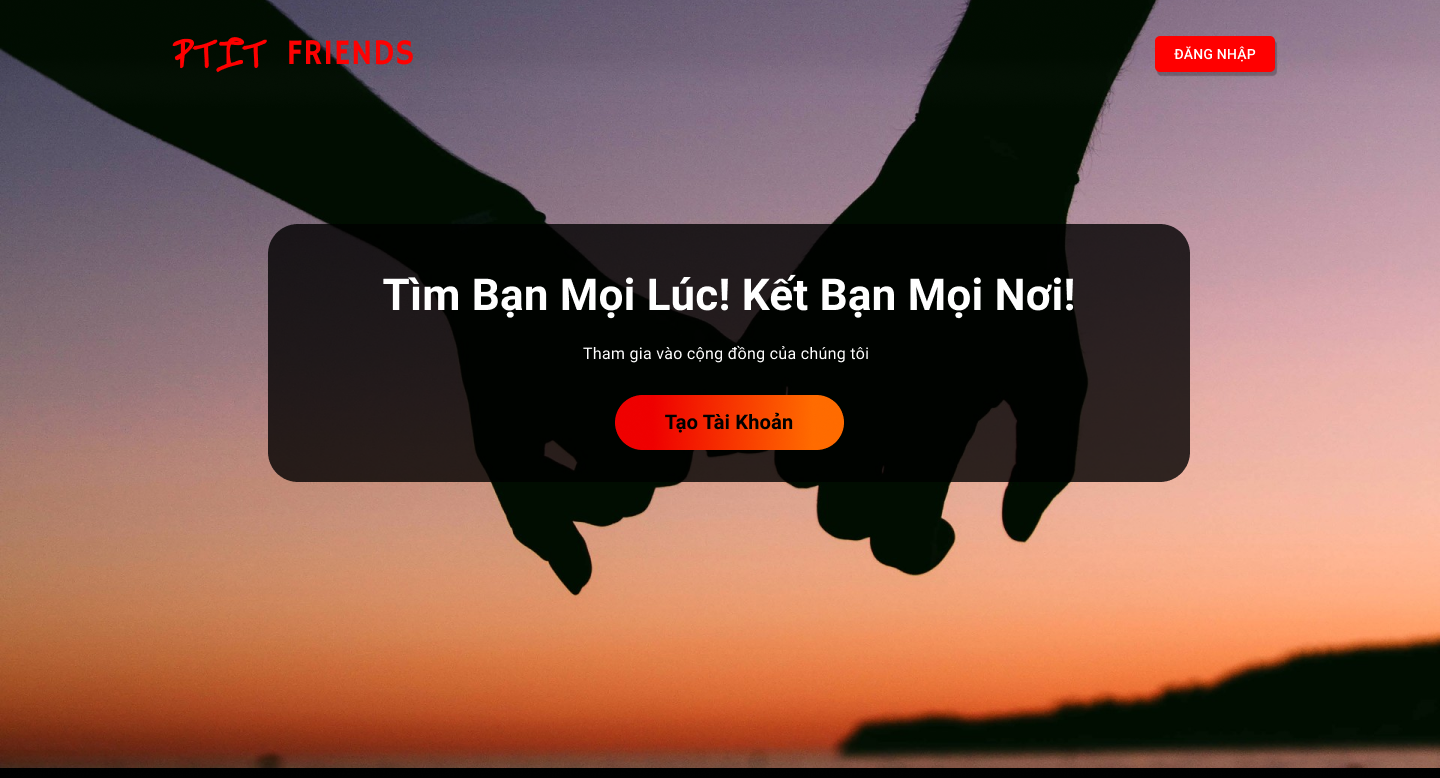 PTIT FRIENDS
ĐĂNG NHẬP
Tìm Bạn Mọi Lúc! Kết Bạn Mọi Nơi!
Tham gia vào cộng đồng của chúng tôi
Tạo Tài Khoản